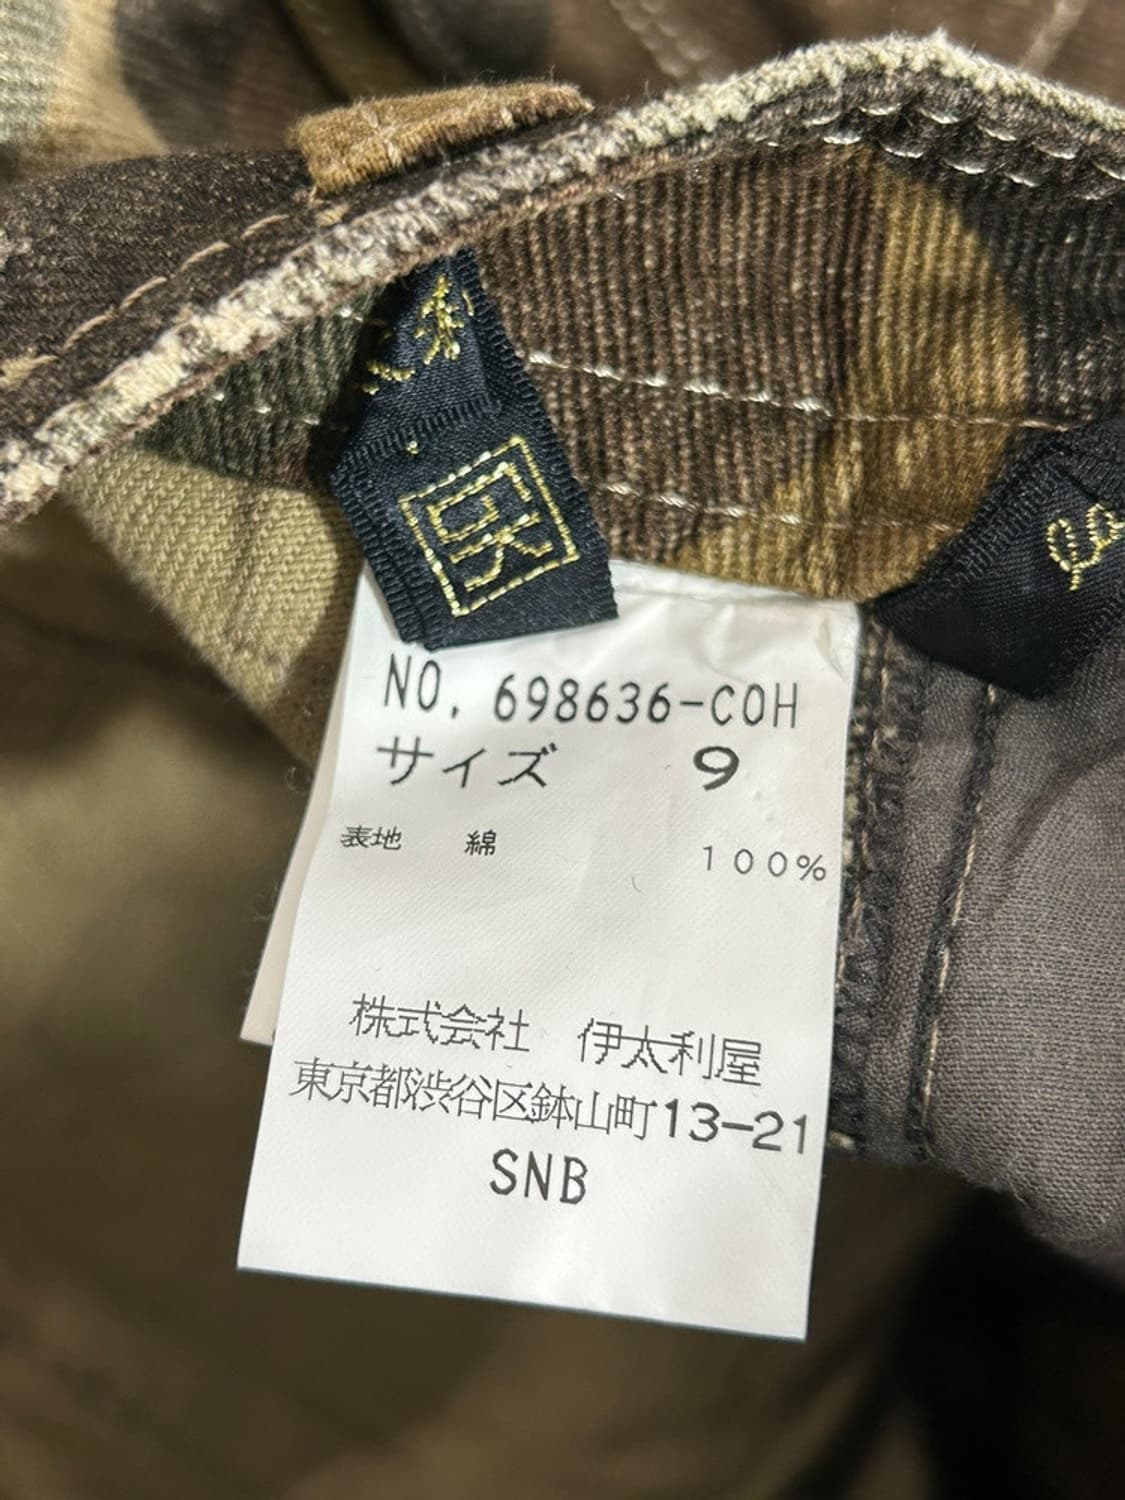 NO. 698636-COH
サイズ 9
表地 綿 100%
株式会社 伊太利屋
東京都渋谷区鉢山町13-21
SNB